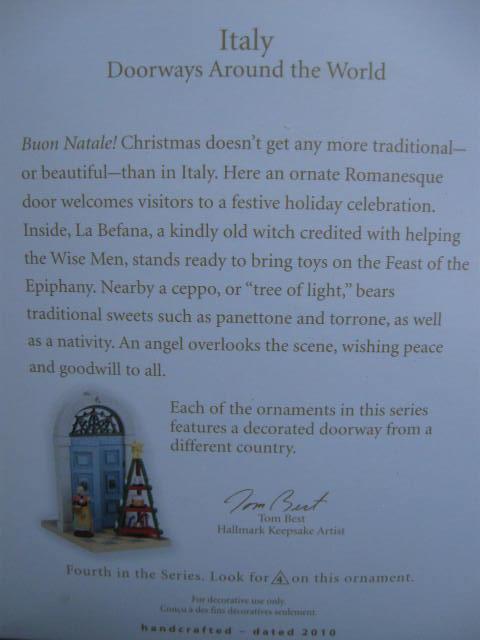 Italy
Doorways Around the World
Buon Natale! Christmas doesn't get any more traditional—
or beautiful—than in Italy. Here an ornate Romanesque
door welcomes visitors to a festive holiday celebration.
Inside, La Befana, a kindly old witch credited with helping
the Wise Men, stands ready to bring toys on the Feast of the
Epiphany. Nearby a ceppo, or “tree of light,” bears
traditional sweets such as panettone and torrone, as well
as a nativity. An angel overlooks the scene, wishing peace
and goodwill to all.
Each of the ornaments in this series
features a decorated doorway from a
different country.
Tom Best
Tom Best
Hallmark Keepsake Artist
Fourth in the Series. Look for 4 on this ornament.
For decorative use only.
Conçu à des fins décoratives seulement.
handcrafted – dated 2010